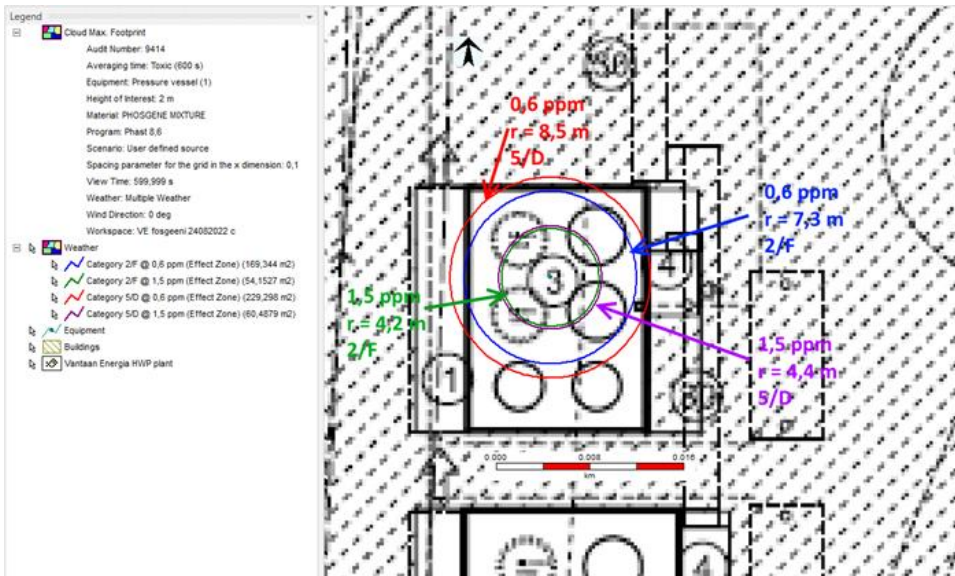 Legend
Cloud Max. Footprint
Audit Number: 9414
Averaging time: Toxic (600 s)
Equipment: Pressure vessel (1)
Height of Interest: 2 m
Material: PHOSGENE MIXTURE
Program: Phast 8,6
Scenario: User defined source
Spacing parameter for the grid in the x dimension: 0,1
View Time: 599,999 s
Weather: Multiple Weather
Wind Direction: 0 deg
Workspace: VE fosgeeni 24082022 c
Weather
Category 2/F @ 0,6 ppm (Effect Zone) (169,344 m2)
Category 2/F @ 1,5 ppm (Effect Zone) (54,1527 m2)
Category 5/D @ 0,6 ppm (Effect Zone) (229,298 m2)
Category 5/D @ 1,5 ppm (Effect Zone) (60,4879 m2)
Equipment
Buildings
Vantaan Energia HWP plant
0,6 ppm
r = 8,5 m
5/D
0,6 ppm
r = 7,3 m
2/F
1,5 ppm
r = 4,2 m
2/F
1,5 ppm
r = 4,4 m
5/D
3
4
1
0.000
0.008
0.016
km
4